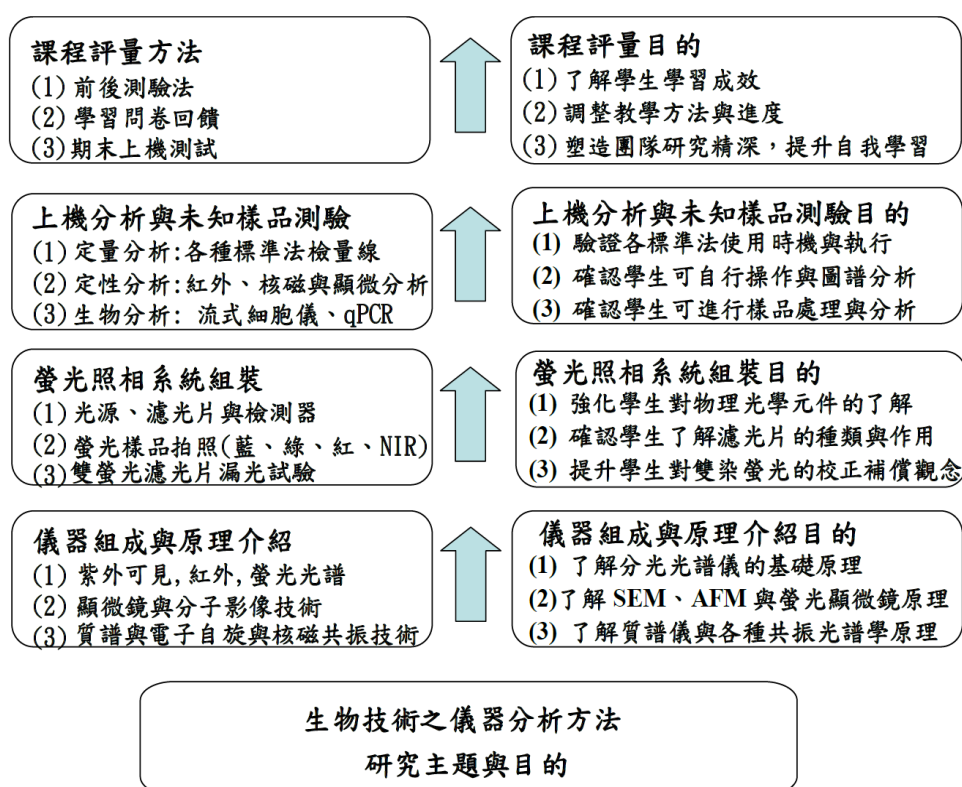 課程評量方法
(1) 前後測驗法
(2) 學習問卷回饋
(3) 期末上機測試
課程評量目的
(1) 了解學生學習成效
(2) 調整教學方法與進度
(3) 塑造團隊研究精深，提升自我學習
上機分析與未知樣品測驗
(1) 定量分析:各種標準法檢量線
(2) 定性分析:紅外、核磁與顯微分析
(3) 生物分析: 流式細胞儀、qPCR
上機分析與未知樣品測驗目的
(1) 驗證各標準法使用時機與執行
(2) 確認學生可自行操作與圖譜分析
(3) 確認學生可進行樣品處理與分析
螢光照相系統組裝
(1) 光源、濾光片與檢測器
(2) 螢光樣品拍照(藍、綠、紅、NIR)
(3) 雙螢光濾光片漏光試驗
螢光照相系統組裝目的
(1) 強化學生對物理光學元件的了解
(2) 確認學生了解濾光片的種類與作用
(3) 提升學生對雙染螢光的校正補償觀念
儀器組成與原理介紹
(1) 紫外可見,紅外,螢光光譜
(2) 顯微鏡與分子影像技術
(3) 質譜與電子自旋與核磁共振技術
儀器組成與原理介紹目的
(1) 了解分光光譜儀的基礎原理
(2)了解 SEM、AFM 與螢光顯微鏡原理
(3) 了解質譜儀與各種共振光譜學原理
生物技術之儀器分析方法
研究主題與目的